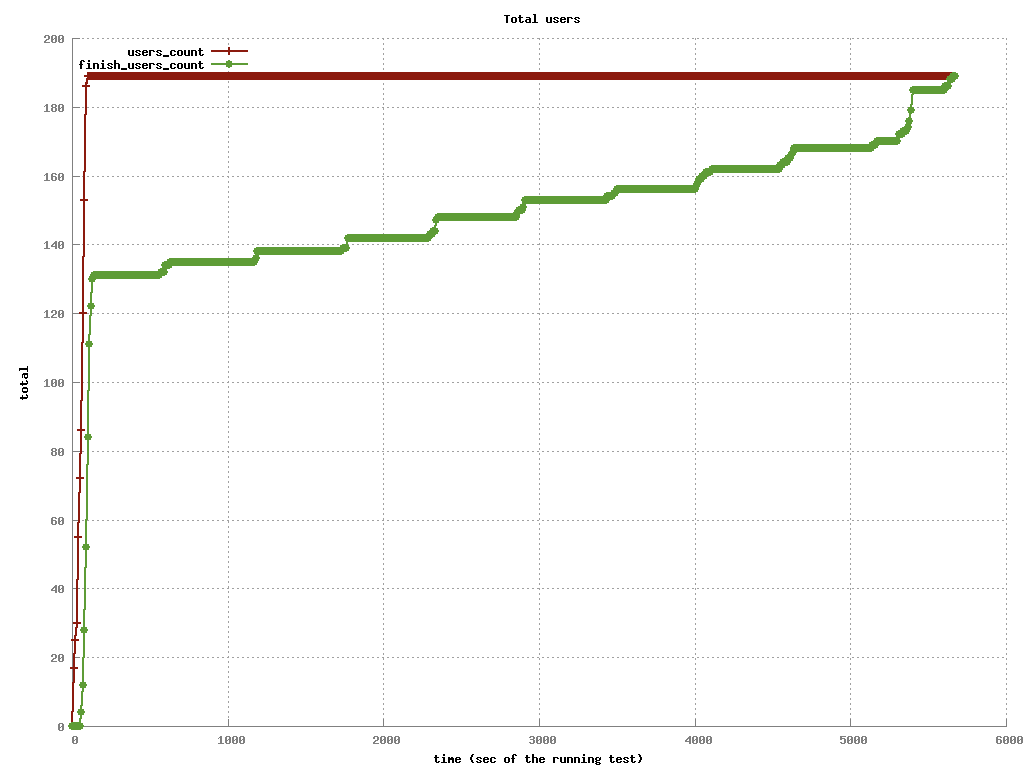 Total users
users_count
finish_users_count
200
180
160
140
120
100
80
60
40
20
0
total
0 1000 2000 3000 4000 5000 6000
time (sec of the running test)